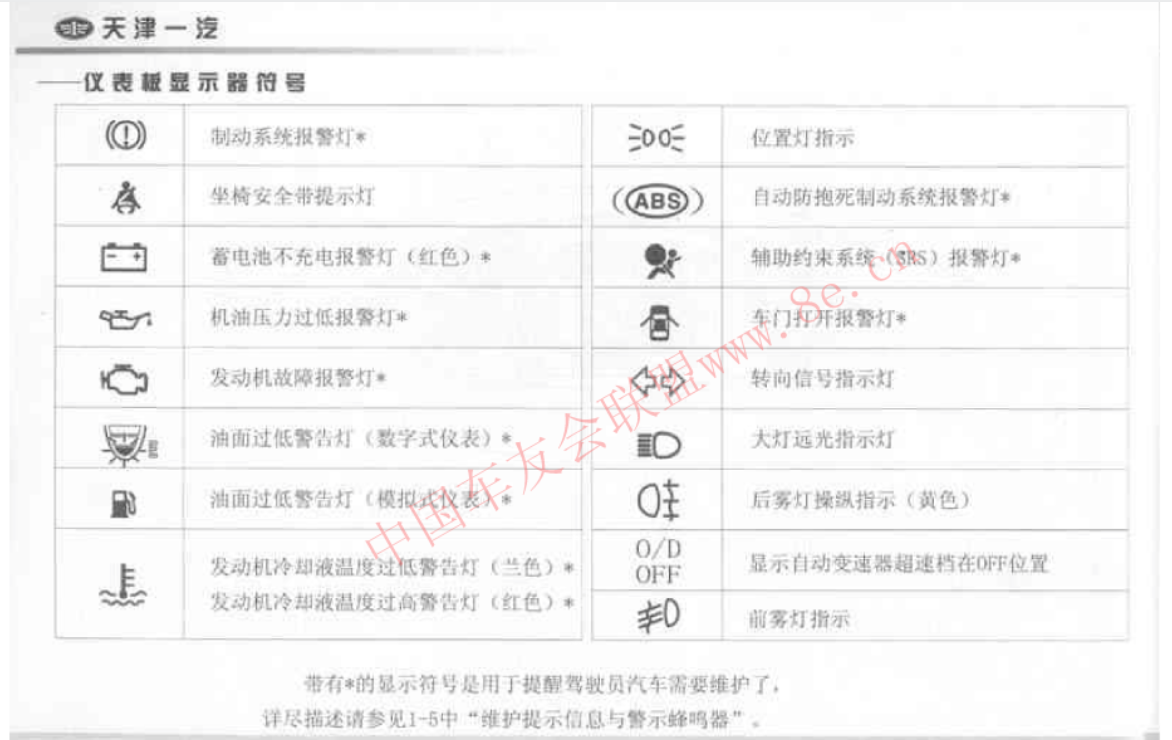 天津一汽
——仪表板显示器符号
制动系统报警灯*
坐椅安全带提示灯
蓄电池不充电报警灯（红色）*
机油压力过低报警灯*
发动机故障报警灯*
油面过低警告灯（数字式仪表）*
油面过低警告灯（模拟式仪表）*
发动机冷却液温度过低警告灯（兰色）*
发动机冷却液温度过高警告灯（红色）*
位置灯指示
(ABS)
自动防抱死制动系统报警灯*
辅助约束系统（SRS）报警灯*
车门打开报警灯*
转向信号指示灯
大灯远光指示灯
后雾灯操纵指示（黄色）
O/D
OFF
显示自动变速器超速档在OFF位置
前雾灯指示
带有*的显示符号是用于提醒驾驶员汽车需要维护了，
详尽描述请参见1-5中“维护提示信息与警示蜂鸣器”。
中国车友会联盟www.8e.cn